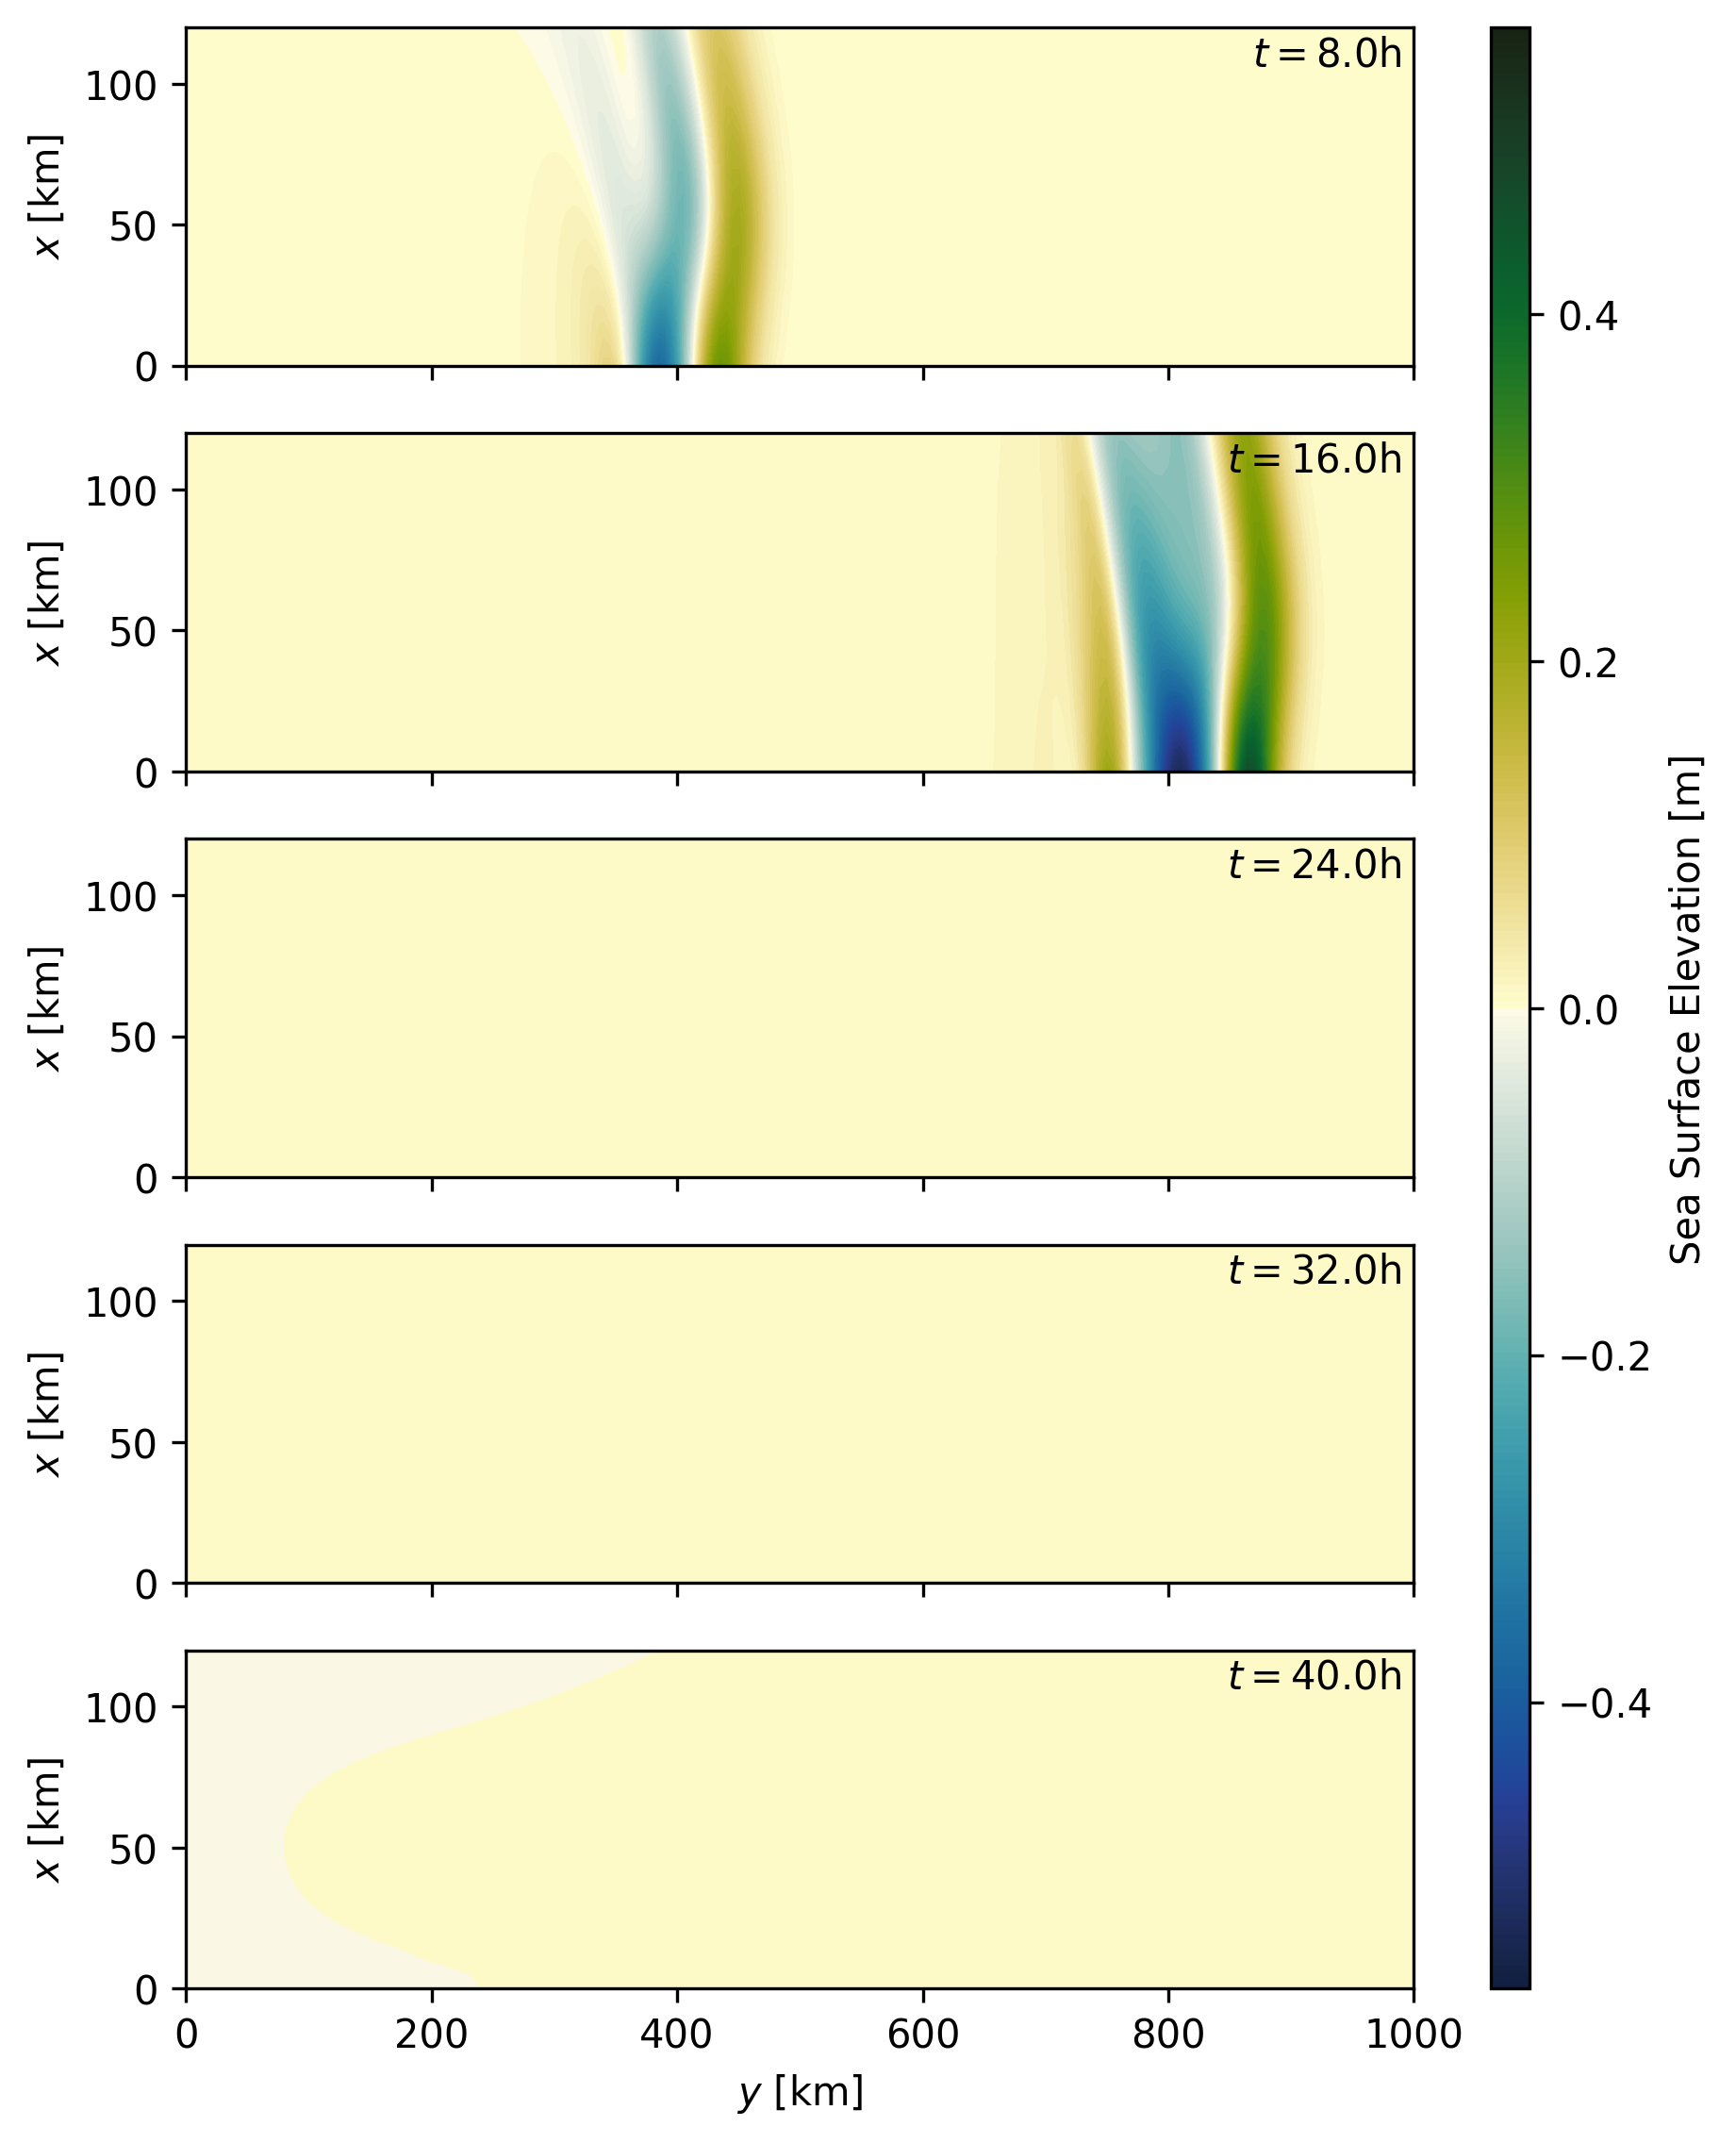 t = 8.0h
100
50
0
x [km]
t = 16.0h
100
50
0
x [km]
t = 24.0h
100
50
0
x [km]
t = 32.0h
100
50
0
x [km]
t = 40.0h
100
50
0
x [km]
0 200 400 600 800 1000
y [km]
0.4
0.2
0.0
−0.2
−0.4
Sea Surface Elevation [m]